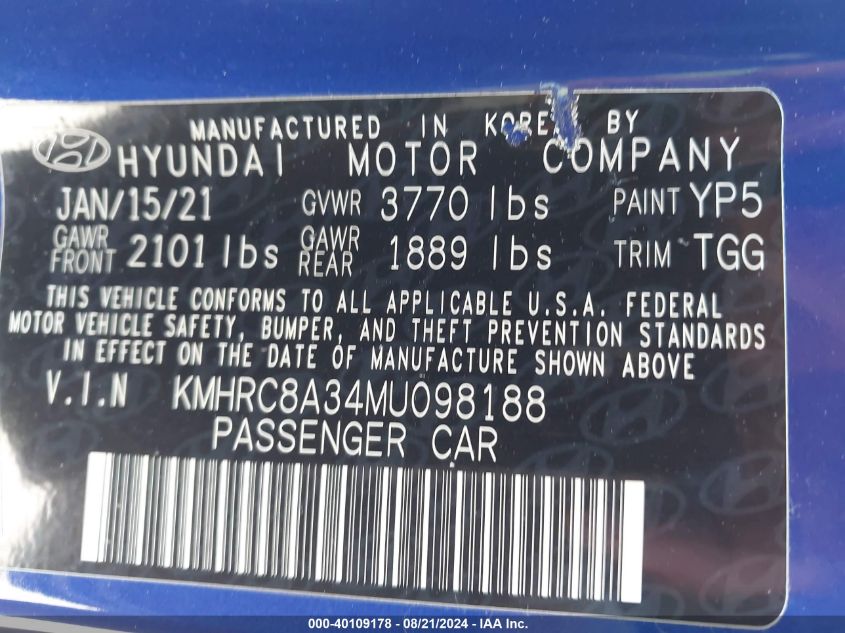 MANUFACTURED IN KOREA BY
HYUNDAI MOTOR COMPANY
JAN/15/21 GVWR 3770 lbs PAINT YP5
GAWR FRONT 2101 lbs GAWR REAR 1889 lbs TRIM TGG
THIS VEHICLE CONFORMS TO ALL APPLICABLE U.S.A. FEDERAL
MOTOR VEHICLE SAFETY, BUMPER, AND THEFT PREVENTION STANDARDS
IN EFFECT ON THE DATE OF MANUFACTURE SHOWN ABOVE
V.I.N KMHRC8A34MU098188
PASSENGER CAR
000-40109178 - 08/21/2024 - IAA Inc.